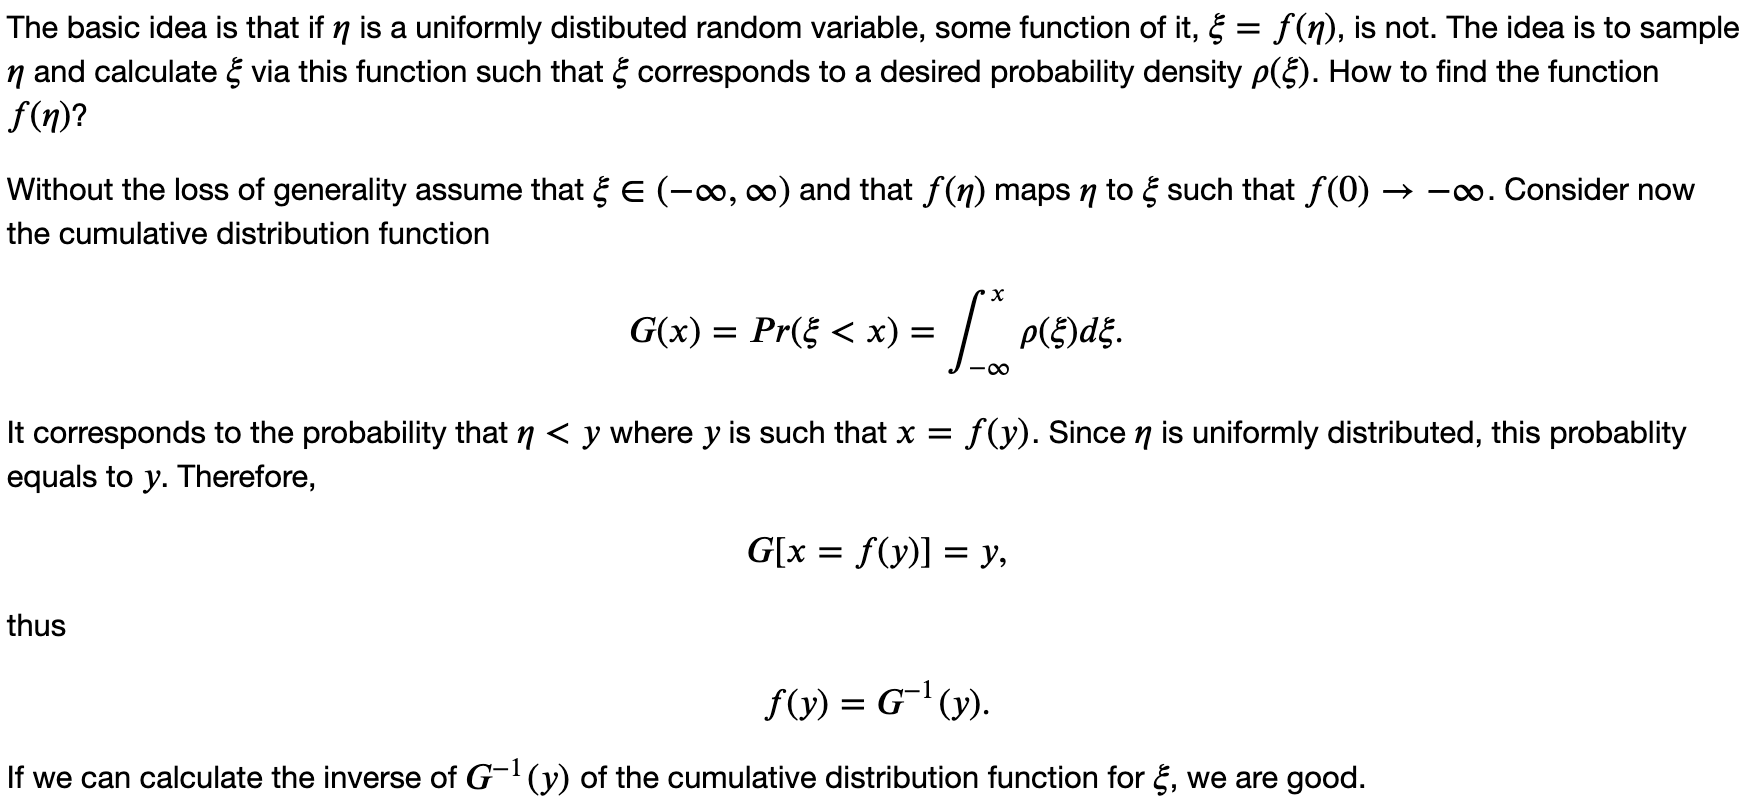 The basic idea is that if η is a uniformly distibuted random variable, some function of it, ξ = f(η), is not. The idea is to sample
η and calculate ξ via this function such that ξ corresponds to a desired probability density ρ(ξ). How to find the function
f(η)?
Without the loss of generality assume that ξ ∈ (−∞, ∞) and that f(η) maps η to ξ such that f(0) → −∞. Consider now
the cumulative distribution function
G(x) = Pr(ξ < x) = ∫_{−∞}^{x} ρ(ξ)dξ.
It corresponds to the probability that η < y where y is such that x = f(y). Since η is uniformly distributed, this probablity
equals to y. Therefore,
G[x = f(y)] = y,
thus
f(y) = G⁻¹(y).
If we can calculate the inverse of G⁻¹(y) of the cumulative distribution function for ξ, we are good.